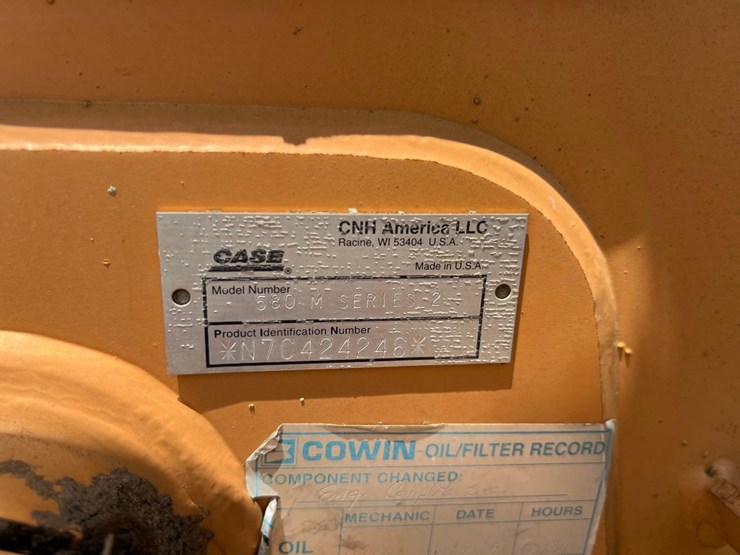 CNH America LLC
Racine, WI 53404 U.S.A.
CASE
Made in U.S.A.
Model Number
580 M SERIES 2
Product Identification Number
*N7C424246*
COWIN OIL/FILTER RECORD
COMPONENT CHANGED:
MECHANIC DATE HOURS
OIL